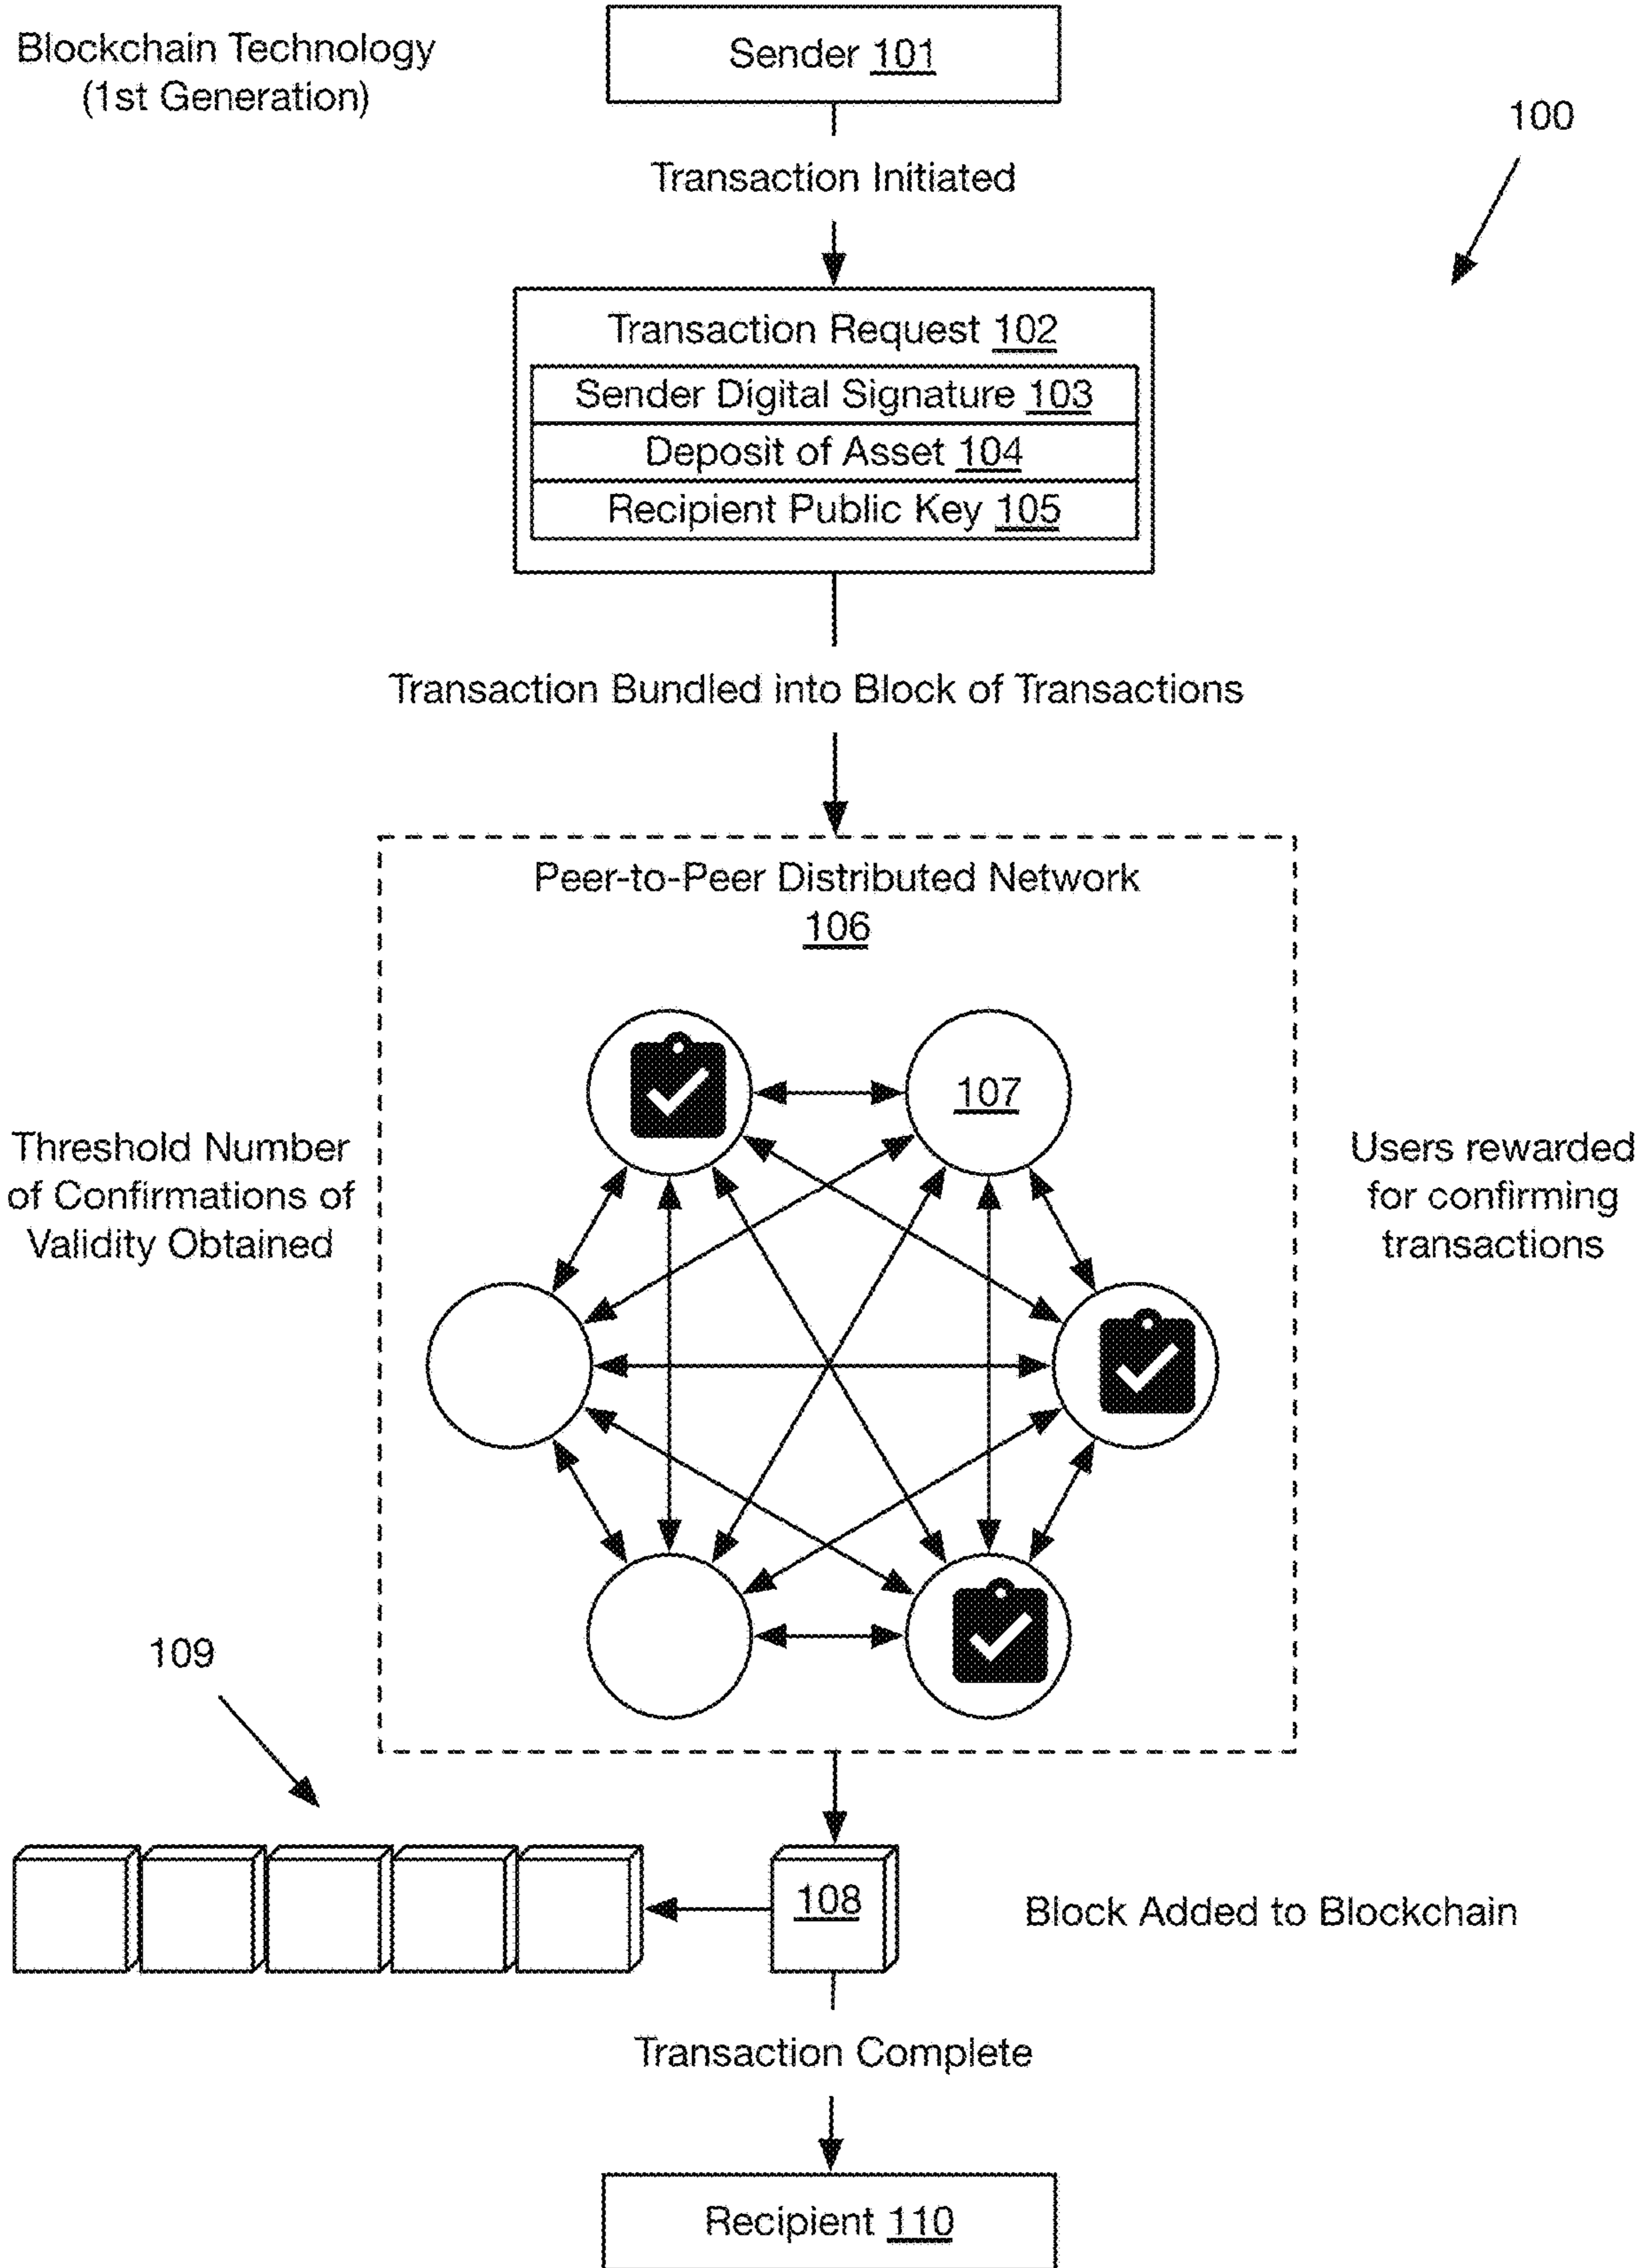 Blockchain Technology
(1st Generation)
Sender 101
100
Transaction Initiated
Transaction Request 102
Sender Digital Signature 103
Deposit of Asset 104
Recipient Public Key 105
Transaction Bundled into Block of Transactions
Peer-to-Peer Distributed Network
106
107
Threshold Number
of Confirmations of
Validity Obtained
Users rewarded
for confirming
transactions
109
108
Block Added to Blockchain
Transaction Complete
Recipient 110